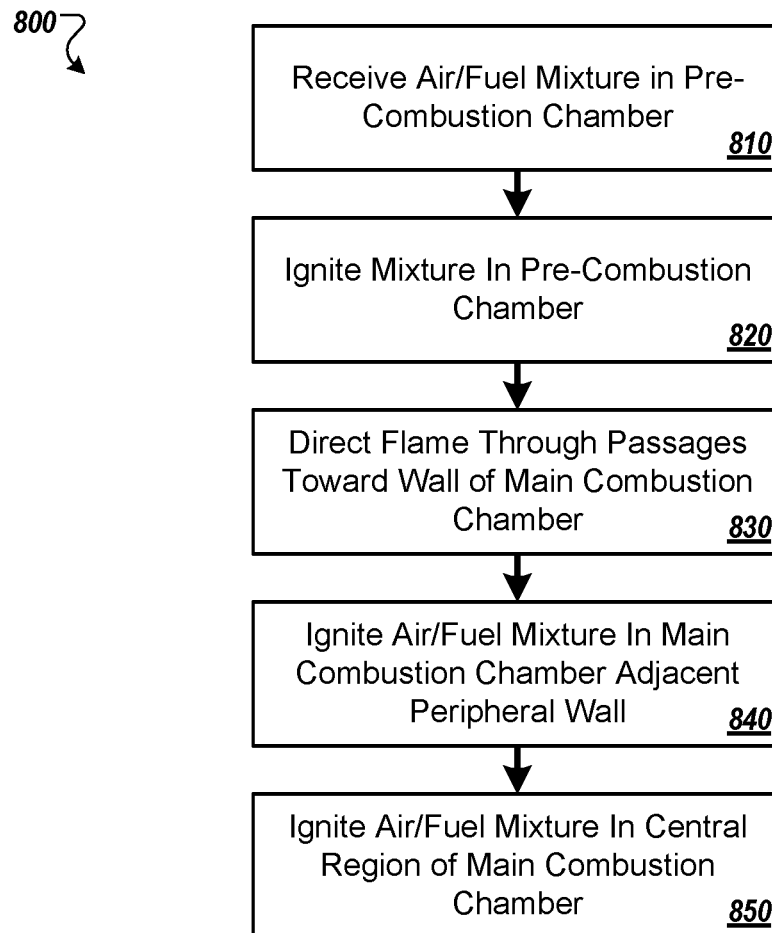 800
Receive Air/Fuel Mixture in Pre-
Combustion Chamber
810
Ignite Mixture In Pre-Combustion
Chamber
820
Direct Flame Through Passages
Toward Wall of Main Combustion
Chamber
830
Ignite Air/Fuel Mixture In Main
Combustion Chamber Adjacent
Peripheral Wall
840
Ignite Air/Fuel Mixture In Central
Region of Main Combustion
Chamber
850